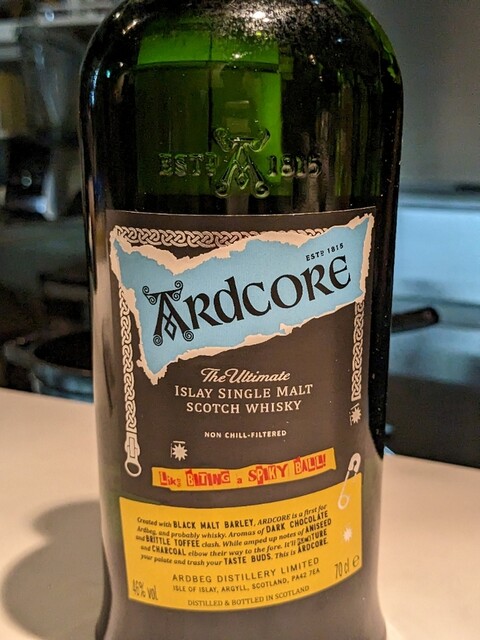 ESTD 1815
ESTD 1815
ARDCORE
The Ultimate
ISLAY SINGLE MALT
SCOTCH WHISKY
NON CHILL-FILTERED
LIKE BITING A SPIKY BALL!
Created with BLACK MALT BARLEY, ARDCORE is a first for
Ardbeg, and probably whisky. Aromas of DARK CHOCOLATE
and BRITTLE TOFFEE clash. While amped up notes of ANISEED
and CHARCOAL elbow their way to the fore. It'll
your palate and trash your TASTE BUDS. This is ARDCORE.
ARDBEG DISTILLERY LIMITED
ISLE OF ISLAY, ARGYLL, SCOTLAND, PA42 7EA
46% vol 70cl e
DISTILLED & BOTTLED IN SCOTLAND